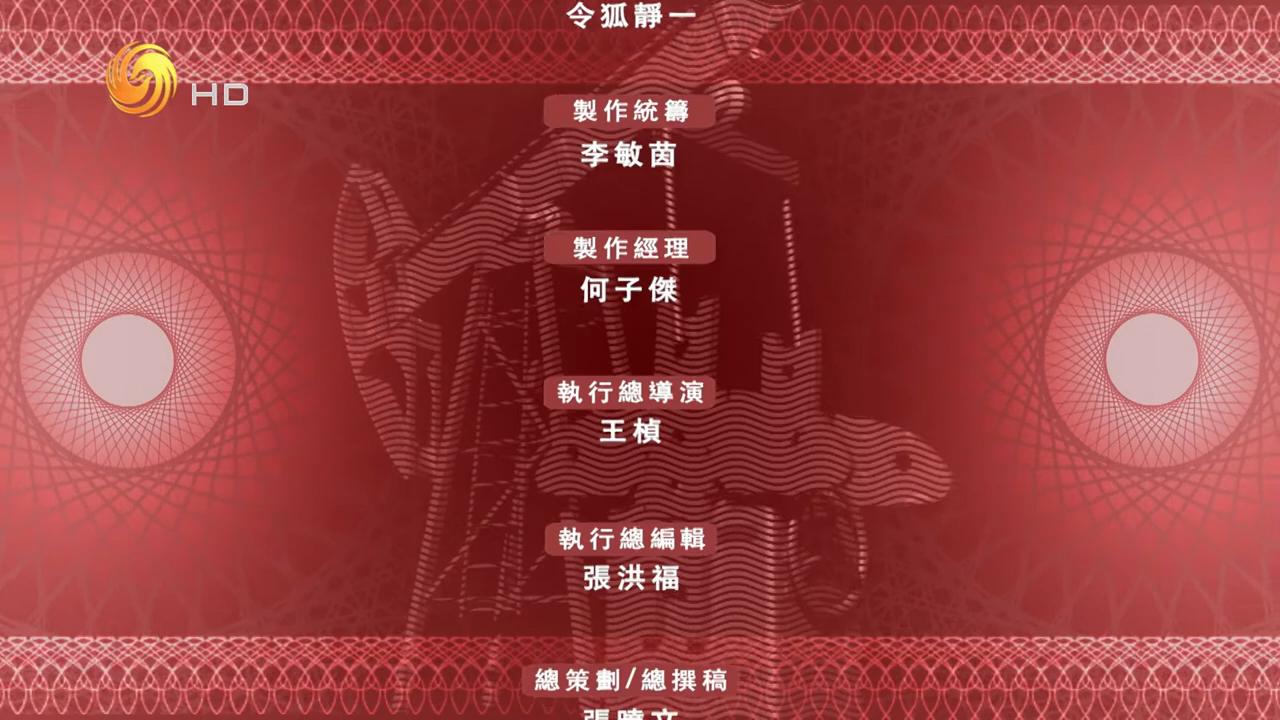 令狐靜一
HD
製作統籌
李敏茵
製作經理
何子傑
執行總導演
王楨
執行總編輯
張洪福
總策劃/總撰稿